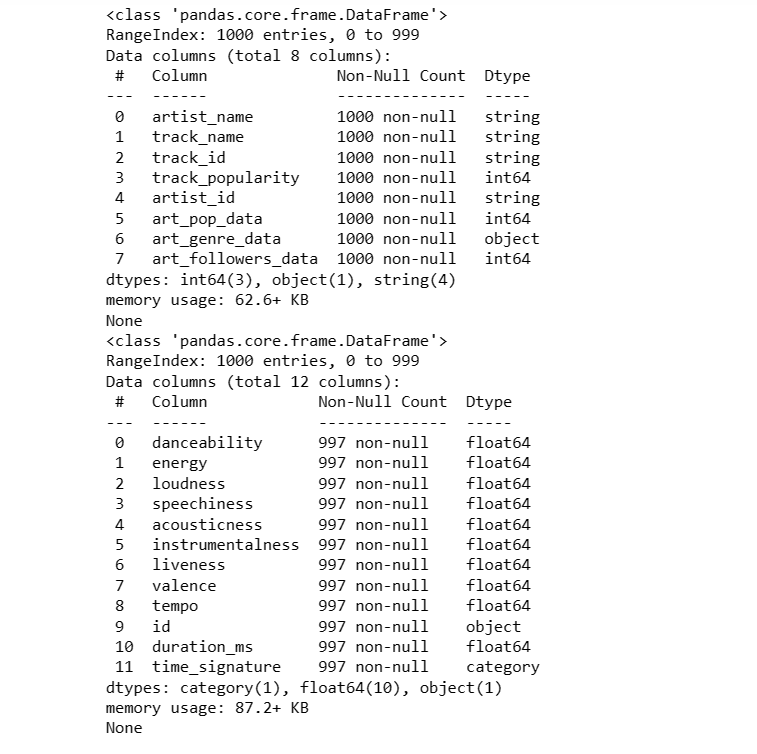 <class 'pandas.core.frame.DataFrame'>
RangeIndex: 1000 entries, 0 to 999
Data columns (total 8 columns):
 #   Column              Non-Null Count  Dtype
---  ------              --------------  -----
 0   artist_name         1000 non-null   string
 1   track_name          1000 non-null   string
 2   track_id            1000 non-null   string
 3   track_popularity    1000 non-null   int64
 4   artist_id           1000 non-null   string
 5   art_pop_data        1000 non-null   int64
 6   art_genre_data      1000 non-null   object
 7   art_followers_data  1000 non-null   int64
dtypes: int64(3), object(1), string(4)
memory usage: 62.6+ KB
None
<class 'pandas.core.frame.DataFrame'>
RangeIndex: 1000 entries, 0 to 999
Data columns (total 12 columns):
 #   Column            Non-Null Count  Dtype
---  ------            --------------  -----
 0   danceability      997 non-null    float64
 1   energy            997 non-null    float64
 2   loudness          997 non-null    float64
 3   speechiness       997 non-null    float64
 4   acousticness      997 non-null    float64
 5   instrumentalness  997 non-null    float64
 6   liveness          997 non-null    float64
 7   valence           997 non-null    float64
 8   tempo             997 non-null    float64
 9   id                997 non-null    object
 10  duration_ms       997 non-null    float64
 11  time_signature    997 non-null    category
dtypes: category(1), float64(10), object(1)
memory usage: 87.2+ KB
None